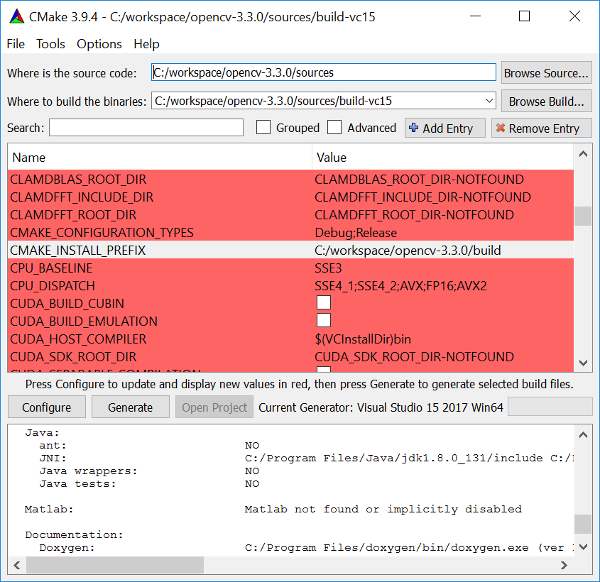 CMake 3.9.4 - C:/workspace/opencv-3.3.0/sources/build-vc15
File Tools Options Help
Where is the source code: C:/workspace/opencv-3.3.0/sources Browse Source...
Where to build the binaries: C:/workspace/opencv-3.3.0/sources/build-vc15 Browse Build...
Search: Grouped Advanced Add Entry Remove Entry
Name Value
CLAMDBLAS_ROOT_DIR CLAMDBLAS_ROOT_DIR-NOTFOUND
CLAMDFFT_INCLUDE_DIR CLAMDFFT_INCLUDE_DIR-NOTFOUND
CLAMDFFT_ROOT_DIR CLAMDFFT_ROOT_DIR-NOTFOUND
CMAKE_CONFIGURATION_TYPES Debug;Release
CMAKE_INSTALL_PREFIX C:/workspace/opencv-3.3.0/build
CPU_BASELINE SSE3
CPU_DISPATCH SSE4_1;SSE4_2;AVX;FP16;AVX2
CUDA_BUILD_CUBIN
CUDA_BUILD_EMULATION
CUDA_HOST_COMPILER $(VCInstallDir)bin
CUDA_SDK_ROOT_DIR CUDA_SDK_ROOT_DIR-NOTFOUND
Press Configure to update and display new values in red, then press Generate to generate selected build files.
Configure Generate Open Project Current Generator: Visual Studio 15 2017 Win64
Java:
ant: NO
JNI: C:/Program Files/Java/jdk1.8.0_131/include C:/
Java wrappers: NO
Java tests: NO
Matlab: Matlab not found or implicitly disabled
Documentation:
Doxygen: C:/Program Files/doxygen/bin/doxygen.exe (ver